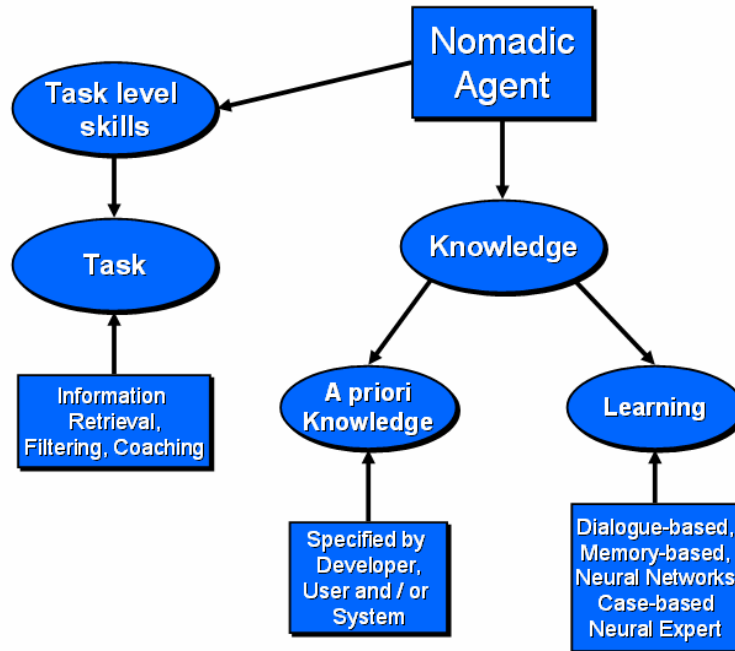 Nomadic
Agent
Task level
skills
Task
Knowledge
Information
Retrieval,
Filtering, Coaching
A priori
Knowledge
Learning
Specified by
Developer,
User and / or
System
Dialogue-based,
Memory-based,
Neural Networks
Case-based
Neural Expert